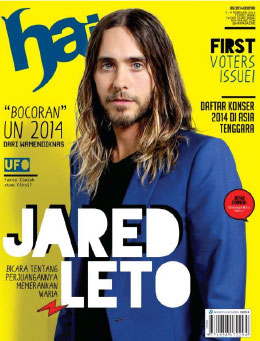 hai
FIRST
VOTERS
ISSUE!
"BOCORAN"
UN 2014
DARI WAMENDIKNAS
DAFTAR KONSER
2014 DI ASIA
TENGGARA
UFO
JARED
LETO
BICARA TENTANG
PERJUANGANNYA
MEMERANKAN
WARIA